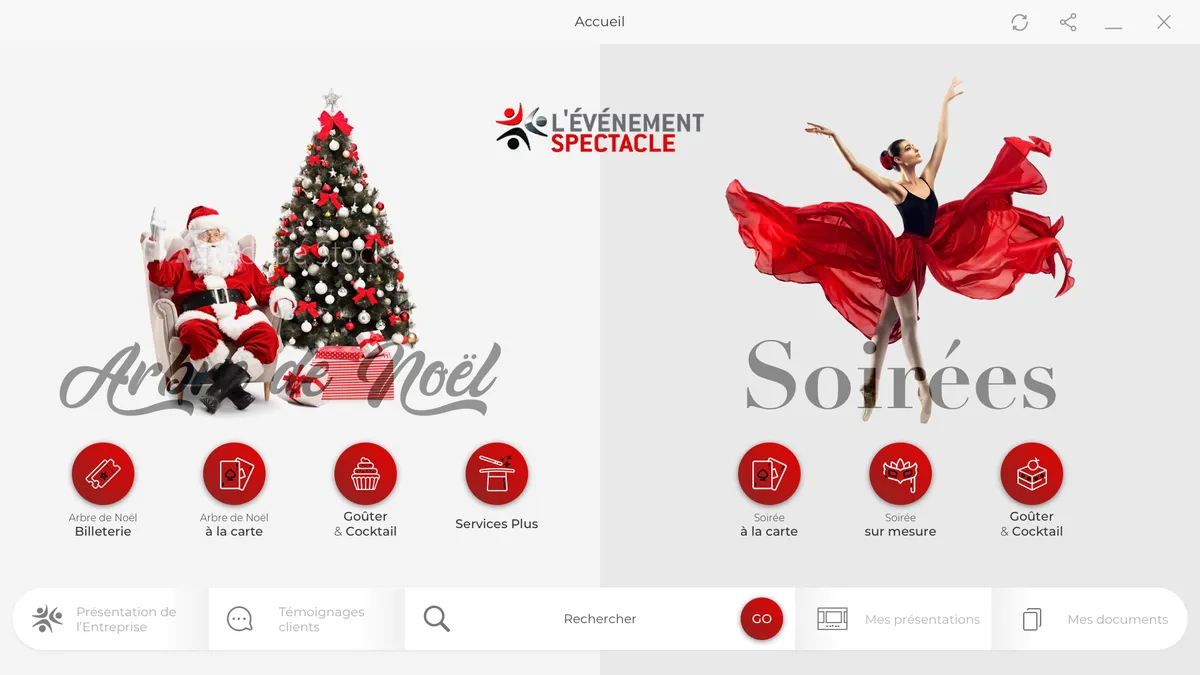 Accueil
L'ÉVÉNEMENT
SPECTACLE
Adobe Stock
Arbre de Noël
Arbre de Noël
Billeterie
Arbre de Noël
à la carte
Goûter
& Cocktail
Services Plus
Soirées
Soirée
à la carte
Soirée
sur mesure
Goûter
& Cocktail
Présentation de
l'Entreprise
Témoignages
clients
Rechercher
GO
Mes présentations
Mes documents